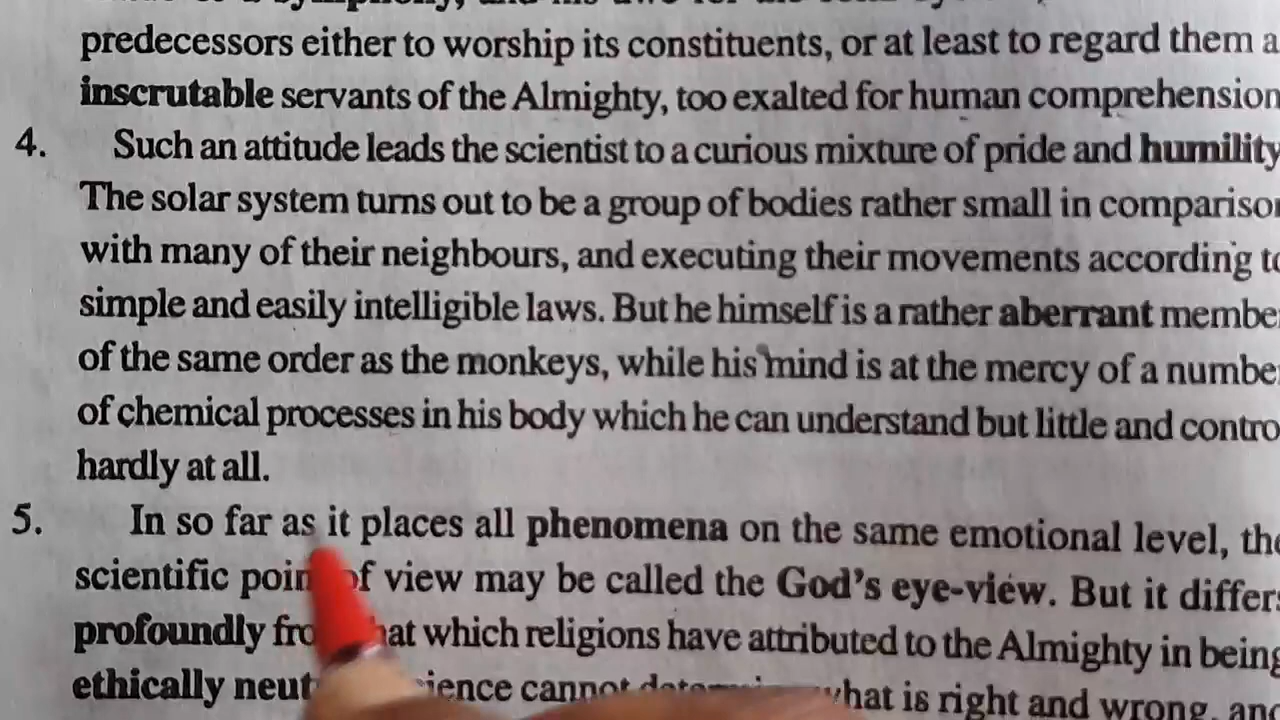 predecessors either to worship its constituents, or at least to regard them a
inscrutable servants of the Almighty, too exalted for human comprehension
4. Such an attitude leads the scientist to a curious mixture of pride and humility
The solar system turns out to be a group of bodies rather small in compariso
with many of their neighbours, and executing their movements according to
simple and easily intelligible laws. But he himself is a rather aberrant membe
of the same order as the monkeys, while his mind is at the mercy of a numbe
of chemical processes in his body which he can understand but little and contro
hardly at all.
5. In so far as it places all phenomena on the same emotional level, the
scientific poin of view may be called the God's eye-view. But it differs
profoundly fro hat which religions have attributed to the Almighty in being
ethically neut ience cannot what is right and wrong, and